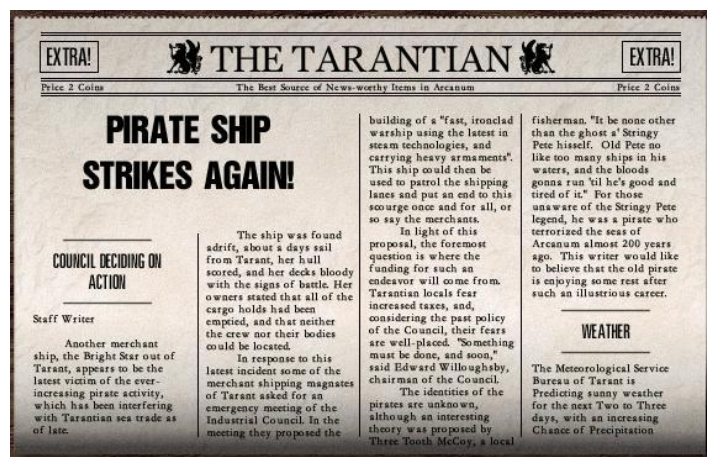 EXTRA!
THE TARANTIAN
EXTRA!
Price 2 Coins
The Best Source of News-worthy Items in Arcanum
Price 2 Coins
PIRATE SHIP
STRIKES AGAIN!
COUNCIL DECIDING ON
ACTION
Staff Writer
Another merchant
ship, the Bright Star out of
Tarant, appears to be the
latest victim of the ever-
increasing pirate activity,
which has been interfering
with Tarantian sea trade as
of late.
The ship was found
adrift, about a days sail
from Tarant, her hull
scored, and her decks bloody
with the signs of battle. Her
owners stated that all of the
cargo holds had been
emptied, and that neither
the crew nor their bodies
could be located.
In response to this
latest incident some of the
merchant shipping magnates
of Tarant asked for an
emergency meeting of the
Industrial Council. In the
meeting they proposed the
building of a "fast, ironclad
warship using the latest in
steam technologies, and
carrying heavy armaments".
This ship could then be
used to patrol the shipping
lanes and put an end to this
scourge once and for all, or
so say the merchants.
In light of this
proposal, the foremost
question is where the
funding for such an
endeavor will come from.
Tarantian locals fear
increased taxes, and,
considering the past policy
of the Council, their fears
are well-placed. "Something
must be done, and soon,"
said Edward Willoughsby,
chairman of the Council.
The identities of the
pirates are unknown,
although an interesting
theory was proposed by
Three Tooth McCoy, a local
fisherman. "It be none other
than the ghost a' Stringy
Pete hisself. Old Pete no
like too many ships in his
waters, and the bloods
gonna run 'til he's good and
tired of it." For those
unaware of the Stringy Pete
legend, he was a pirate who
terrorized the seas of
Arcanum almost 200 years
ago. This writer would like
to believe that the old pirate
is enjoying some rest after
such an illustrious career.
WEATHER
The Meteorological Service
Bureau of Tarant is
Predicting sunny weather
for the next Two to Three
days, with an increasing
Chance of Precipitation